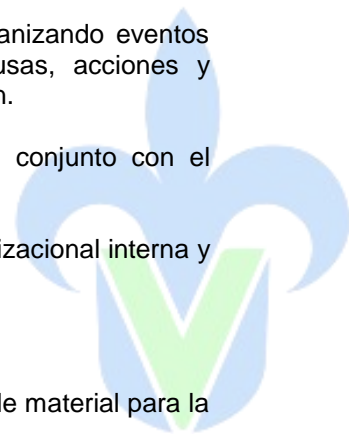 anizando eventos
usas, acciones y
n.
conjunto con el
izacional interna y
de material para la